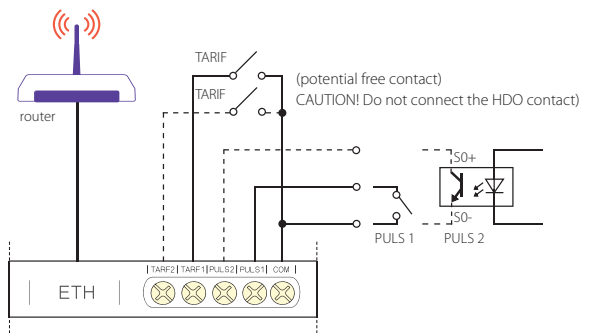 TARIF
(potential free contact)
TARIF
CAUTION! Do not connect the HDO contact)
router
S0+
S0-
PULS 1
PULS 2
TARF2 TARF1 PULS2 PULS1 COM
ETH